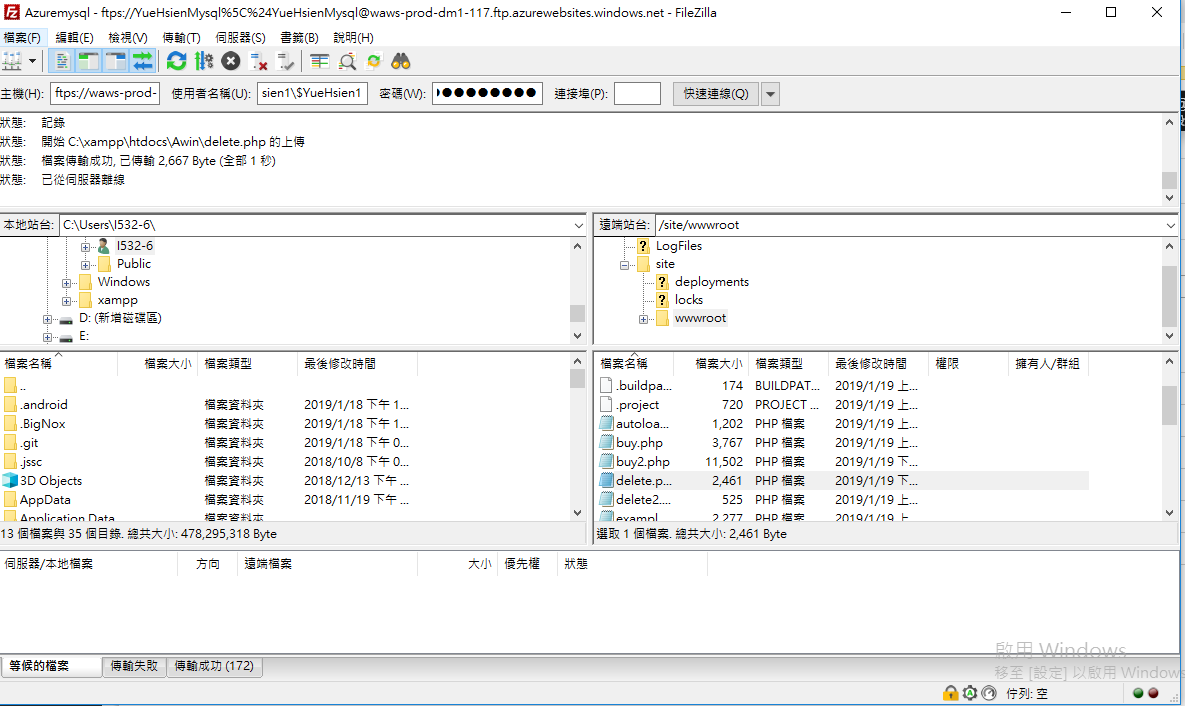 Azuremysql - ftps://YueHsienMysql%5C%24YueHsienMysql@waws-prod-dm1-117.ftp.azurewebsites.windows.net - FileZilla
檔案(F) 編輯(E) 檢視(V) 傳輸(T) 伺服器(S) 書籤(B) 說明(H)
主機(H): ftps://waws-prod- 使用者名稱(U): sien1\$YueHsien1 密碼(W): ●●●●●●●● 連接埠(P): 快速連線(Q)
狀態: 記錄
狀態: 開始 C:\xampp\htdocs\Awin\delete.php 的上傳
狀態: 檔案傳輸成功, 已傳輸 2,667 Byte (全部 1 秒)
狀態: 已從伺服器離線
本地站台: C:\Users\I532-6\
I532-6
Public
Windows
xampp
D: (新增磁碟區)
E:
遠端站台: /site/wwwroot
LogFiles
site
deployments
locks
wwwroot
檔案名稱 檔案大小 檔案類型 最後修改時間
..
.android 檔案資料夾 2019/1/18 下午 1...
.BigNox 檔案資料夾 2019/1/18 下午 1...
.git 檔案資料夾 2019/1/18 下午 0...
.jssc 檔案資料夾 2018/10/8 下午 0...
3D Objects 檔案資料夾 2018/12/13 下午 ...
AppData 檔案資料夾 2018/11/19 下午 ...
Application Data 檔案資料夾
13 個檔案與 35 個目錄. 總共大小: 478,295,318 Byte
檔案名稱 檔案大小 檔案類型 最後修改時間 權限 擁有人/群組
.buildpa... 174 BUILDPAT... 2019/1/19 上...
.project 720 PROJECT ... 2019/1/19 上...
autoloa... 1,202 PHP 檔案 2019/1/19 上...
buy.php 3,767 PHP 檔案 2019/1/19 上...
buy2.php 11,502 PHP 檔案 2019/1/19 下...
delete.p... 2,461 PHP 檔案 2019/1/19 下...
delete2.... 525 PHP 檔案 2019/1/19 上...
exampl... 2,277 PHP 檔案 2019/1/19 上...
選取 1 個檔案. 總共大小: 2,461 Byte
伺服器/本地檔案 方向 遠端檔案 大小 優先權 狀態
等候的檔案 傳輸失敗 傳輸成功 (172)
啟用 Windows
移至 [設定] 以啟用 Windows
佇列: 空